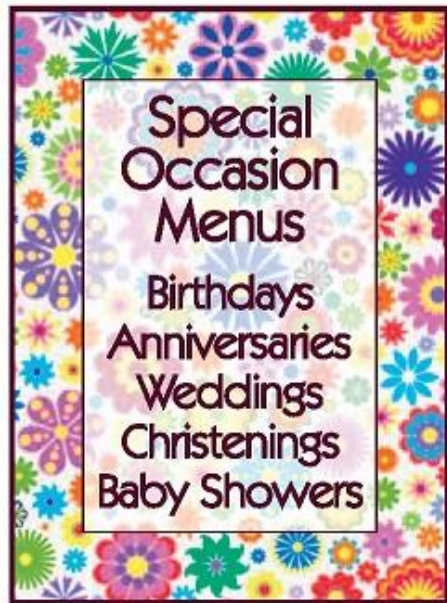 Special
Occasion
Menus
Birthdays
Anniversaries
Weddings
Christenings
Baby Showers